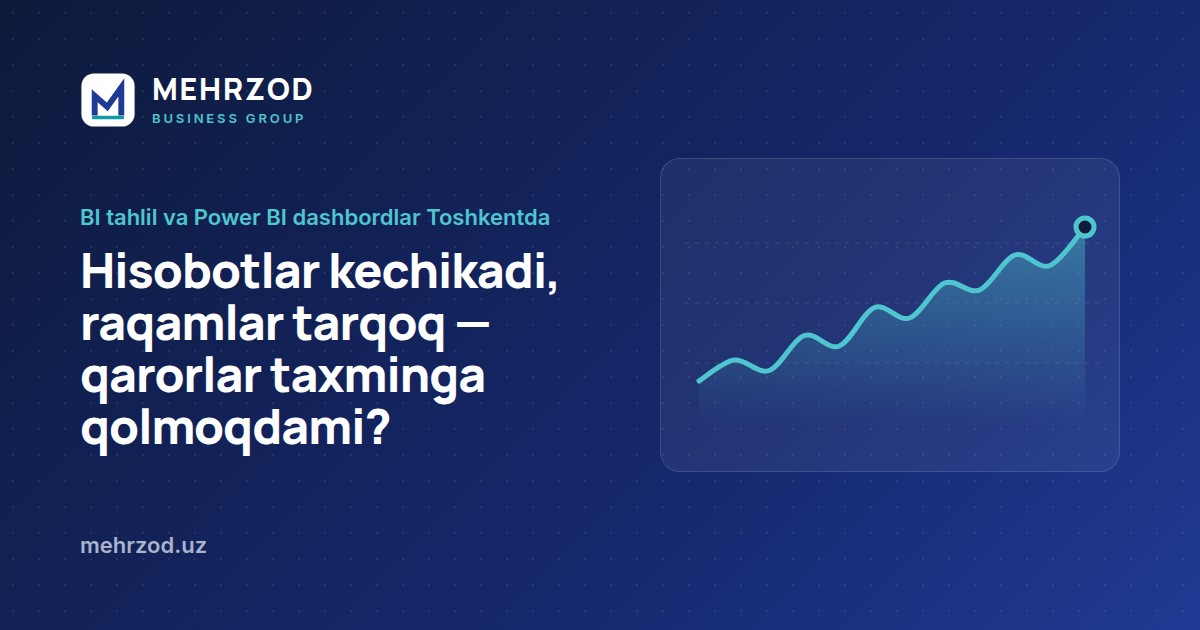 MEHRZOD
BUSINESS GROUP
BI tahlil va Power BI dashbordlar Toshkentda
Hisobotlar kechikadi,
raqamlar tarqoq —
qarorlar taxminga
qolmoqdami?
mehrzod.uz